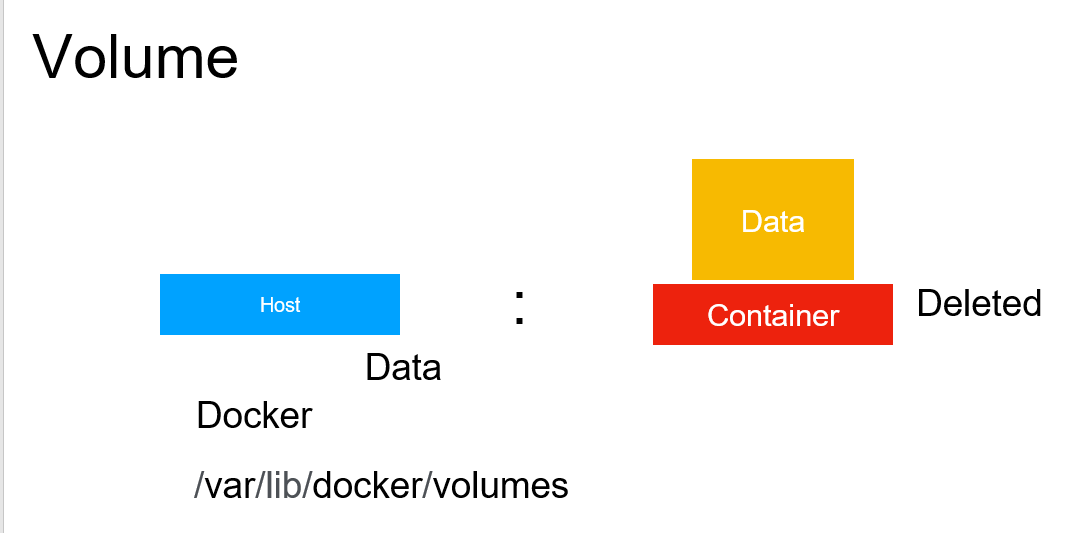 Volume
Data
Host
:
Container
Deleted
Data
Docker
/var/lib/docker/volumes